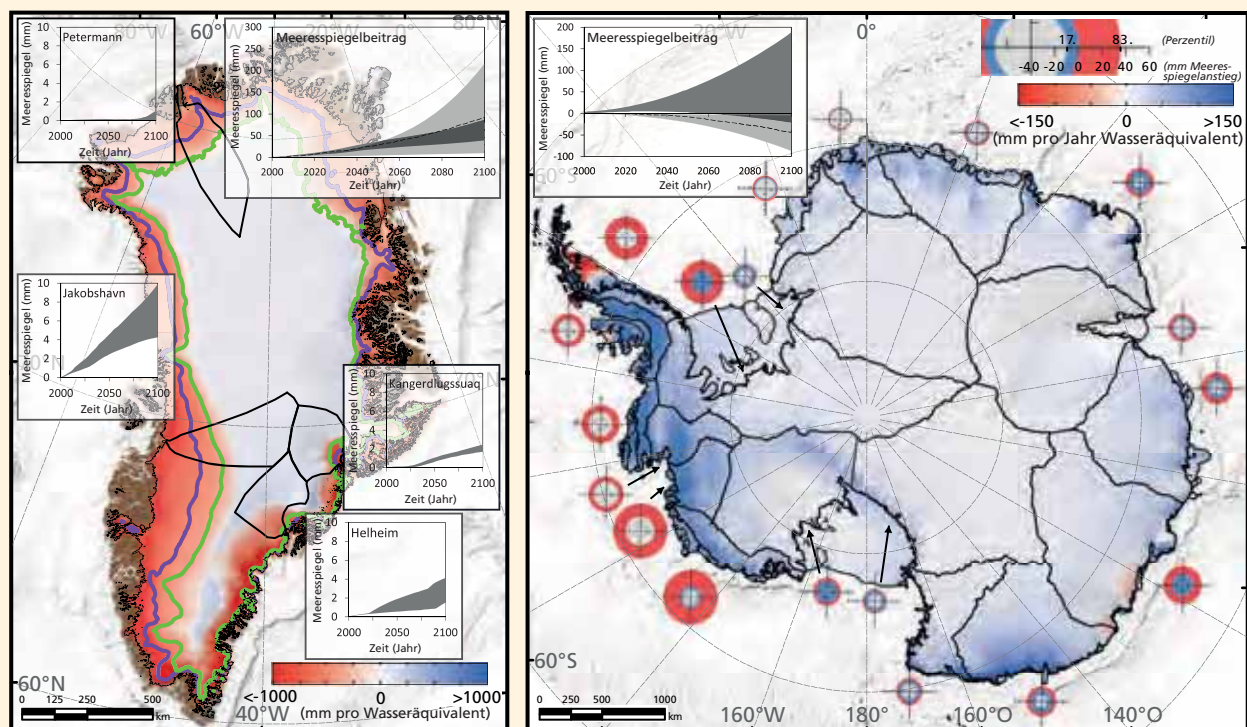 80°W
60°W
40°W
20°W
0°W
80°N
Petermann
Meeresspiegel (mm)
10
8
6
4
2
0
2000
2050
2100
Zeit (Jahr)
Meeresspiegelbeitrag
Meeresspiegel (mm)
300
250
200
150
100
50
0
2000
2020
2040
2060
2080
2100
Zeit (Jahr)
Jakobshavn
Meeresspiegel (mm)
10
8
6
4
2
0
2000
2050
2100
Zeit (Jahr)
70°N
Kangerdlugssuaq
Meeresspiegel (mm)
10
8
6
4
2
0
2000
2050
2100
Zeit (Jahr)
Helheim
Meeresspiegel (mm)
10
8
6
4
2
0
2000
2050
2100
Zeit (Jahr)
60°N
40°W
<-1000
0
>1000
(mm pro Wasseräquivalent)
0
125
250
500
km
Meeresspiegelbeitrag
Meeresspiegel (mm)
200
150
100
50
0
-50
-100
2000
2020
2040
2060
2080
2100
Zeit (Jahr)
20°W
0°
60°S
17.
83.
(Perzentil)
-40
-20
0
20
40
60
(mm Meeres-
spiegelanstieg)
<-150
0
>150
(mm pro Jahr Wasseräquivalent)
60°S
160°W
180°
160°O
140°O
0
250
500
1000
km